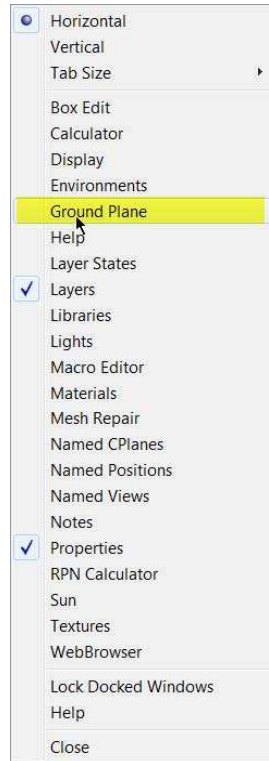 Horizontal
Vertical
Tab Size
Box Edit
Calculator
Display
Environments
Ground Plane
Help
Layer States
Layers
Libraries
Lights
Macro Editor
Materials
Mesh Repair
Named CPlanes
Named Positions
Named Views
Notes
Properties
RPN Calculator
Sun
Textures
WebBrowser
Lock Docked Windows
Help
Close